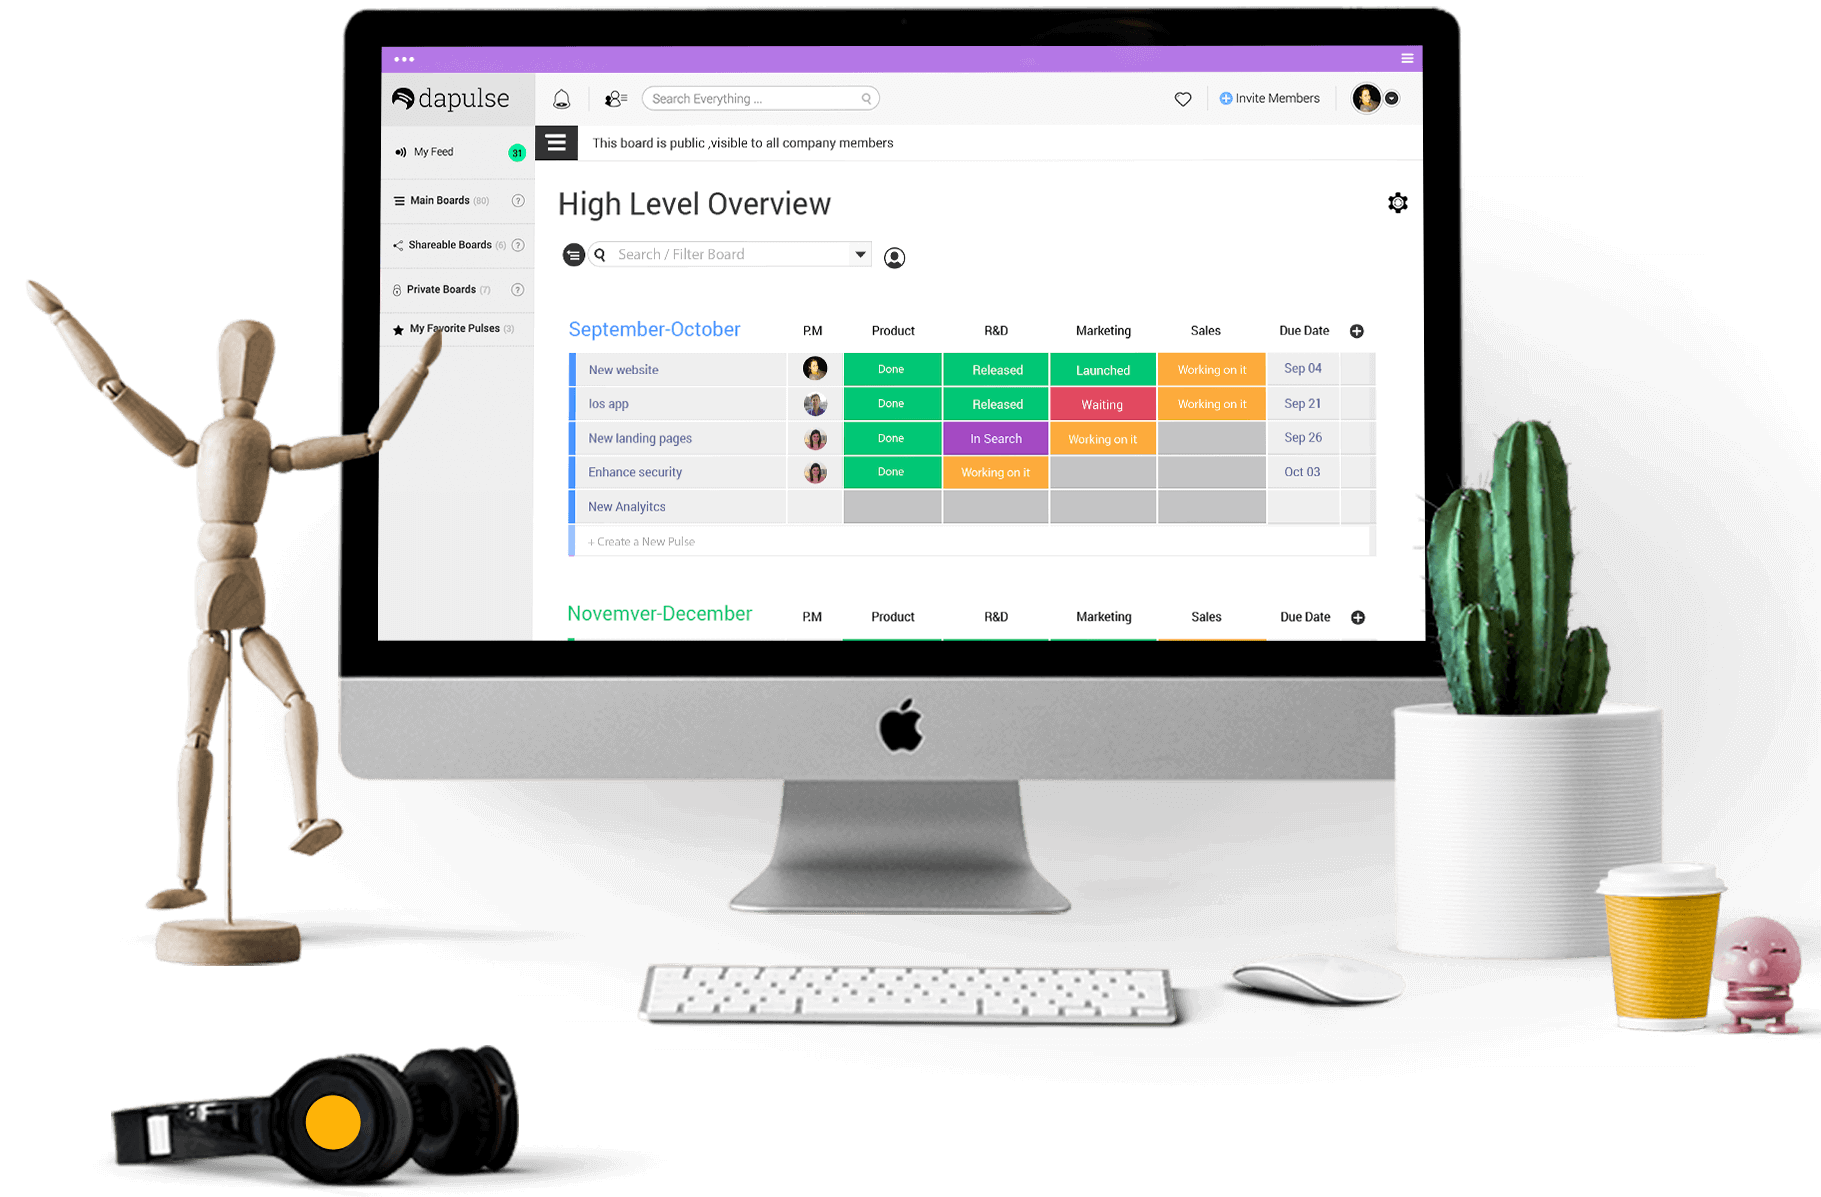 dapulse
Search Everything ...
Invite Members
My Feed 31
This board is public ,visible to all company members
Main Boards (80) ?
Shareable Boards (6) ?
Private Boards (7) ?
My Favorite Pulses (3)
High Level Overview
Search / Filter Board
September-October P.M Product R&D Marketing Sales Due Date
New website Done Released Launched Working on it Sep 04
Ios app Done Released Waiting Working on it Sep 21
New landing pages Done In Search Working on it Sep 26
Enhance security Done Working on it Oct 03
New Analyitcs
+ Create a New Pulse
Novemver-December P.M Product R&D Marketing Sales Due Date